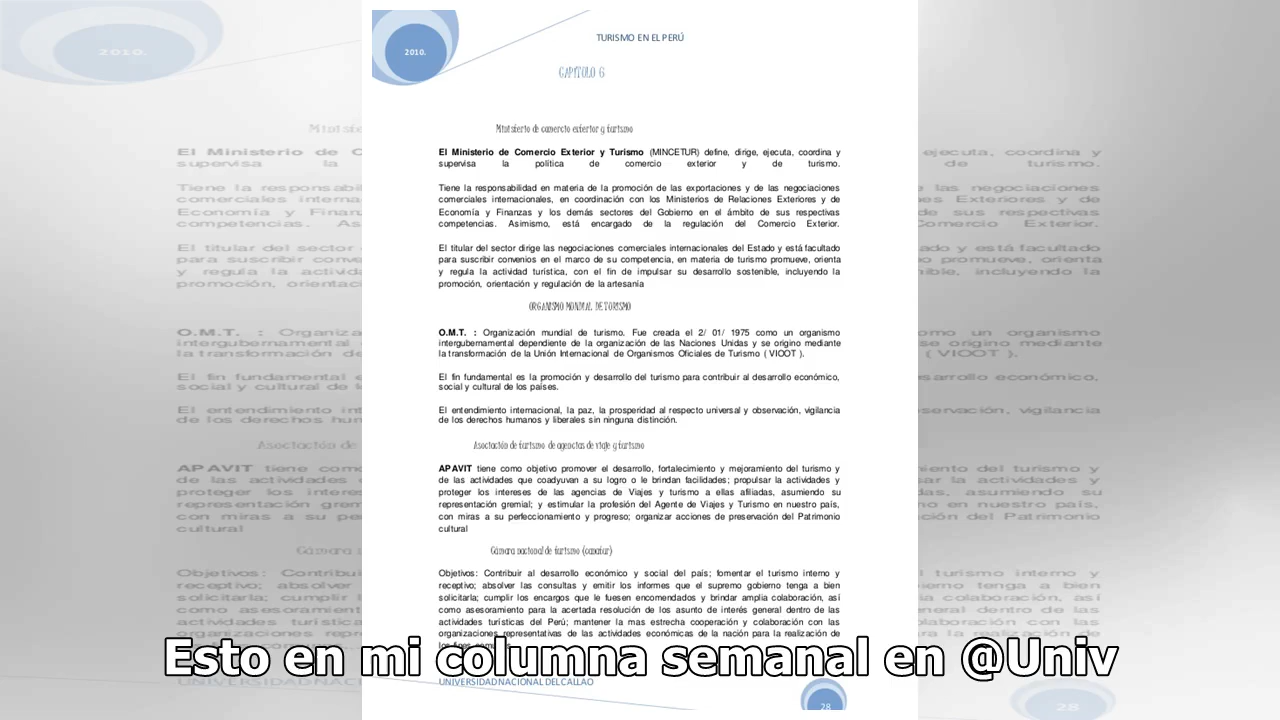 2010.
TURISMO EN EL PERÚ
CAPITULO 6
Ministerio de comercio exterior y turismo
El Ministerio de Comercio Exterior y Turismo (MINCETUR) define, dirige, ejecuta, coordina y
supervisa la política de comercio exterior y de turismo.
Tiene la responsabilidad en materia de la promoción de las exportaciones y de las negociaciones
comerciales internacionales, en coordinación con los Ministerios de Relaciones Exteriores y de
Economía y Finanzas y los demás sectores del Gobierno en el ámbito de sus respectivas
competencias. Asimismo, está encargado de la regulación del Comercio Exterior.
El titular del sector dirige las negociaciones comerciales internacionales del Estado y está facultado
para suscribir convenios en el marco de su competencia, en materia de turismo promueve, orienta
y regula la actividad turística, con el fin de impulsar su desarrollo sostenible, incluyendo la
promoción, orientación y regulación de la artesanía
ORGANISMO MONDIAL DE TORISMO
O.M.T. : Organización mundial de turismo. Fue creada el 2/ 01/ 1975 como un organismo
intergubernamental dependiente de la organización de las Naciones Unidas y se origino mediante
la transformación de la Unión Internacional de Organismos Oficiales de Turismo ( VIOOT ).
El fin fundamental es la promoción y desarrollo del turismo para contribuir al desarrollo económico,
social y cultural de los países.
El entendimiento internacional, la paz, la prosperidad al respecto universal y observación, vigilancia
de los derechos humanos y liberales sin ninguna distinción.
Asociación de turismo de agencias de viaje y turismo
APAVIT tiene como objetivo promover el desarrollo, fortalecimiento y mejoramiento del turismo y
de las actividades que coadyuvan a su logro o le brindan facilidades; propulsar la actividades y
proteger los intereses de las agencias de Viajes y turismo a ellas afiliadas, asumiendo su
representación gremial; y estimular la profesión del Agente de Viajes y Turismo en nuestro país,
con miras a su perfeccionamiento y progreso; organizar acciones de preservación del Patrimonio
cultural
Cámara nacional de turismo (canatur)
Objetivos: Contribuir al desarrollo económico y social del país; fomentar el turismo interno y
receptivo; absolver las consultas y emitir los informes que el supremo gobierno tenga a bien
solicitarla; cumplir los encargos que le fuesen encomendados y brindar amplia colaboración, así
como asesoramiento para la acertada resolución de los asunto de interés general dentro de las
actividades turísticas del Perú; mantener la mas estrecha cooperación y colaboración con las
organizaciones representativas de las actividades económicas de la nación para la realización de
Esto en mi columna semanal en @Univ
UNIVERSIDAD NACIONAL DEL CALLAO
28